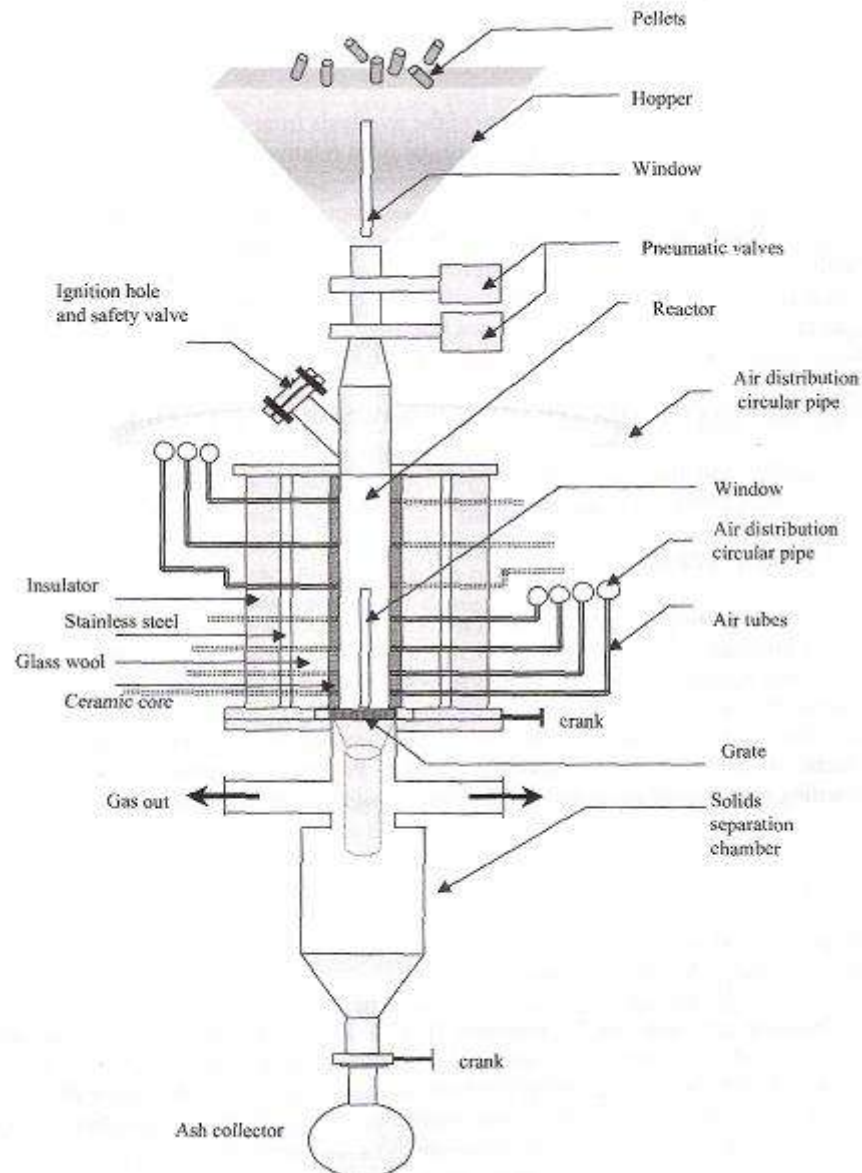 Pellets
Hopper
Window
Pneumatic valves
Ignition hole
and safety valve
Reactor
Air distribution
circular pipe
Window
Air distribution
circular pipe
Insulator
Stainless steel
Air tubes
Glass wool
Ceramic core
crank
Grate
Gas out
Solids
separation
chamber
crank
Ash collector